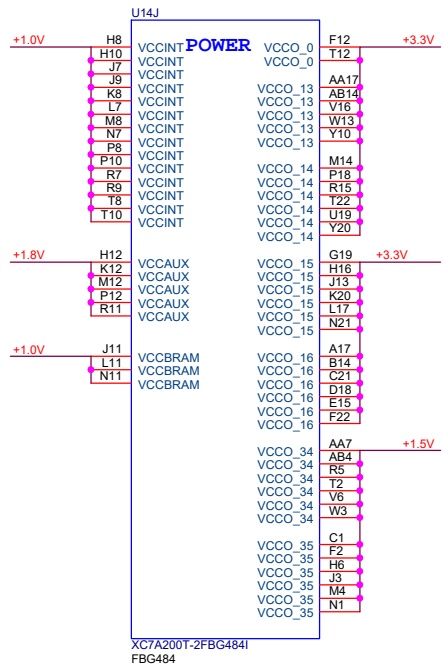 U14J
POWER
+1.0V H8 VCCINT VCCO_0 F12 +3.3V
H10 VCCINT VCCO_0 T12
J7 VCCINT
J9 VCCINT VCCO_13 AA17
K8 VCCINT VCCO_13 AB14
L7 VCCINT VCCO_13 V16
M8 VCCINT VCCO_13 W13
N7 VCCINT VCCO_13 Y10
P8 VCCINT
P10 VCCINT VCCO_14 M14
R7 VCCINT VCCO_14 P18
R9 VCCINT VCCO_14 R15
T8 VCCINT VCCO_14 T22
T10 VCCINT VCCO_14 U19
VCCO_14 Y20
+1.8V H12 VCCAUX VCCO_15 G19 +3.3V
K12 VCCAUX VCCO_15 H16
M12 VCCAUX VCCO_15 J13
P12 VCCAUX VCCO_15 K20
R11 VCCAUX VCCO_15 L17
VCCO_15 N21
+1.0V J11 VCCBRAM VCCO_16 A17
L11 VCCBRAM VCCO_16 B14
N11 VCCBRAM VCCO_16 C21
VCCO_16 D18
VCCO_16 E15
VCCO_16 F22
VCCO_34 AA7 +1.5V
VCCO_34 AB4
VCCO_34 R5
VCCO_34 T2
VCCO_34 V6
VCCO_34 W3
VCCO_35 C1
VCCO_35 F2
VCCO_35 H6
VCCO_35 J3
VCCO_35 M4
VCCO_35 N1
XC7A200T-2FBG484I
FBG484